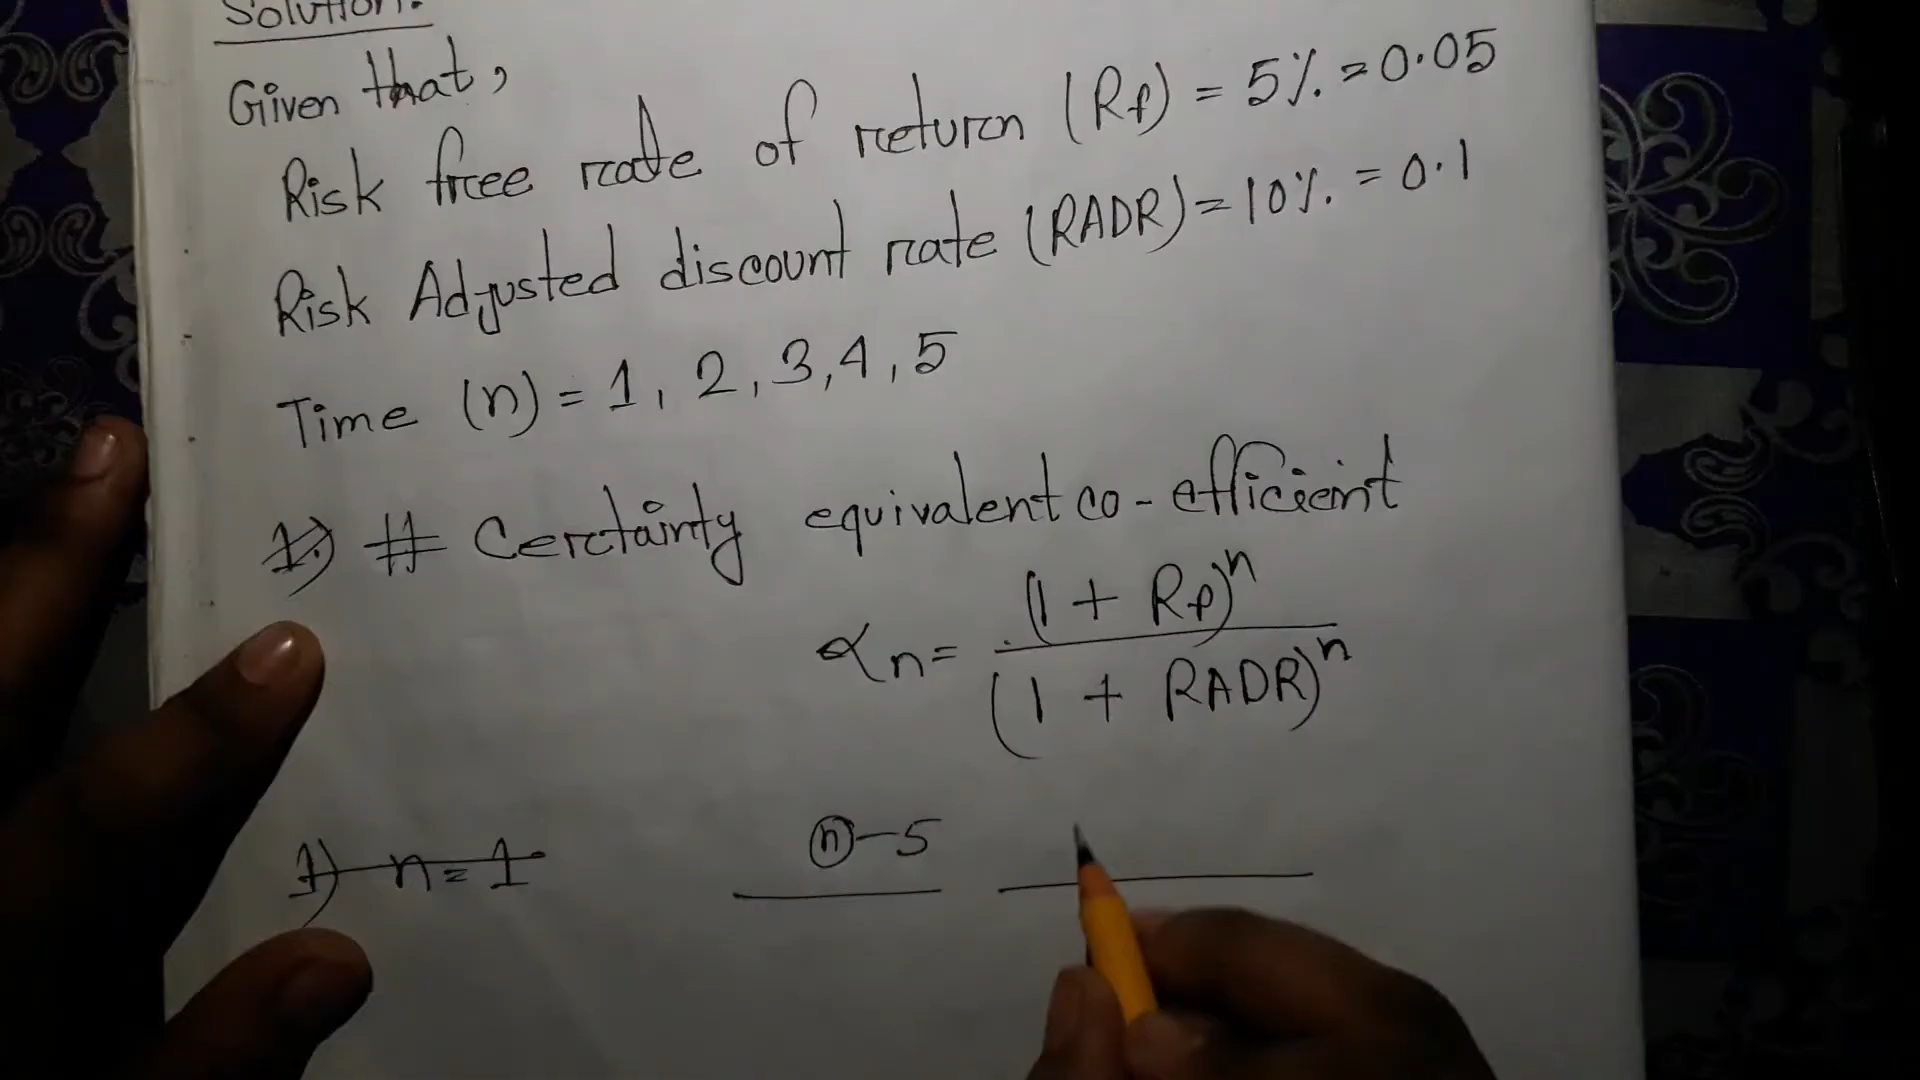 Solution:
Given that,
Risk free rate of return (Rf) = 5% = 0.05
Risk Adjusted discount rate (RADR) = 10% = 0.1
Time (n) = 1, 2, 3, 4, 5
1) # Certainty equivalent co-efficient
αn = (1 + Rf)^n / (1 + RADR)^n
1) n = 1
n-5